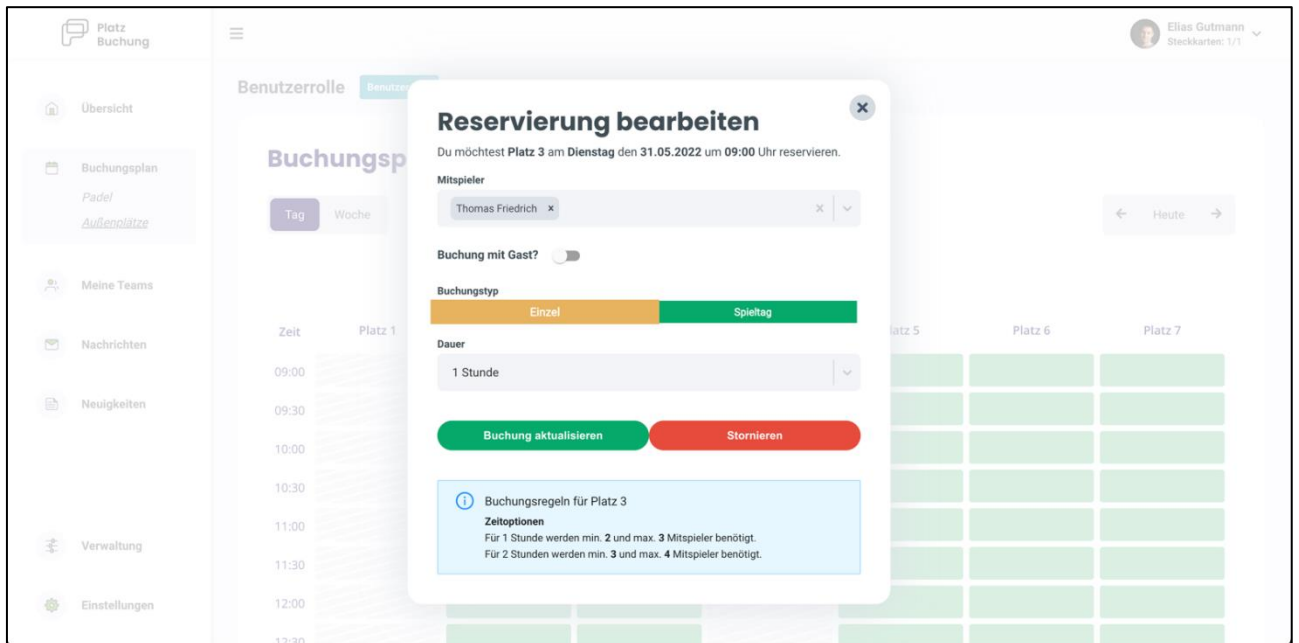 Platz
Buchung
Elias Gutmann
Steckkarten: 1/1
Benutzerrolle
Übersicht
Buchungsplan
Padel
Außenplätze
Meine Teams
Nachrichten
Neuigkeiten
Verwaltung
Einstellungen
Tag Woche
Heute
Reservierung bearbeiten
Du möchtest Platz 3 am Dienstag den 31.05.2022 um 09:00 Uhr reservieren.
Mitspieler
Thomas Friedrich
Buchung mit Gast?
Buchungstyp
Einzel Spieltag
Dauer
1 Stunde
Buchung aktualisieren Stornieren
Buchungsregeln für Platz 3
Zeitoptionen
Für 1 Stunde werden min. 2 und max. 3 Mitspieler benötigt.
Für 2 Stunden werden min. 3 und max. 4 Mitspieler benötigt.
Zeit Platz 1 Platz 6 Platz 7
09:00
09:30
10:00
10:30
11:00
11:30
12:00
12:30